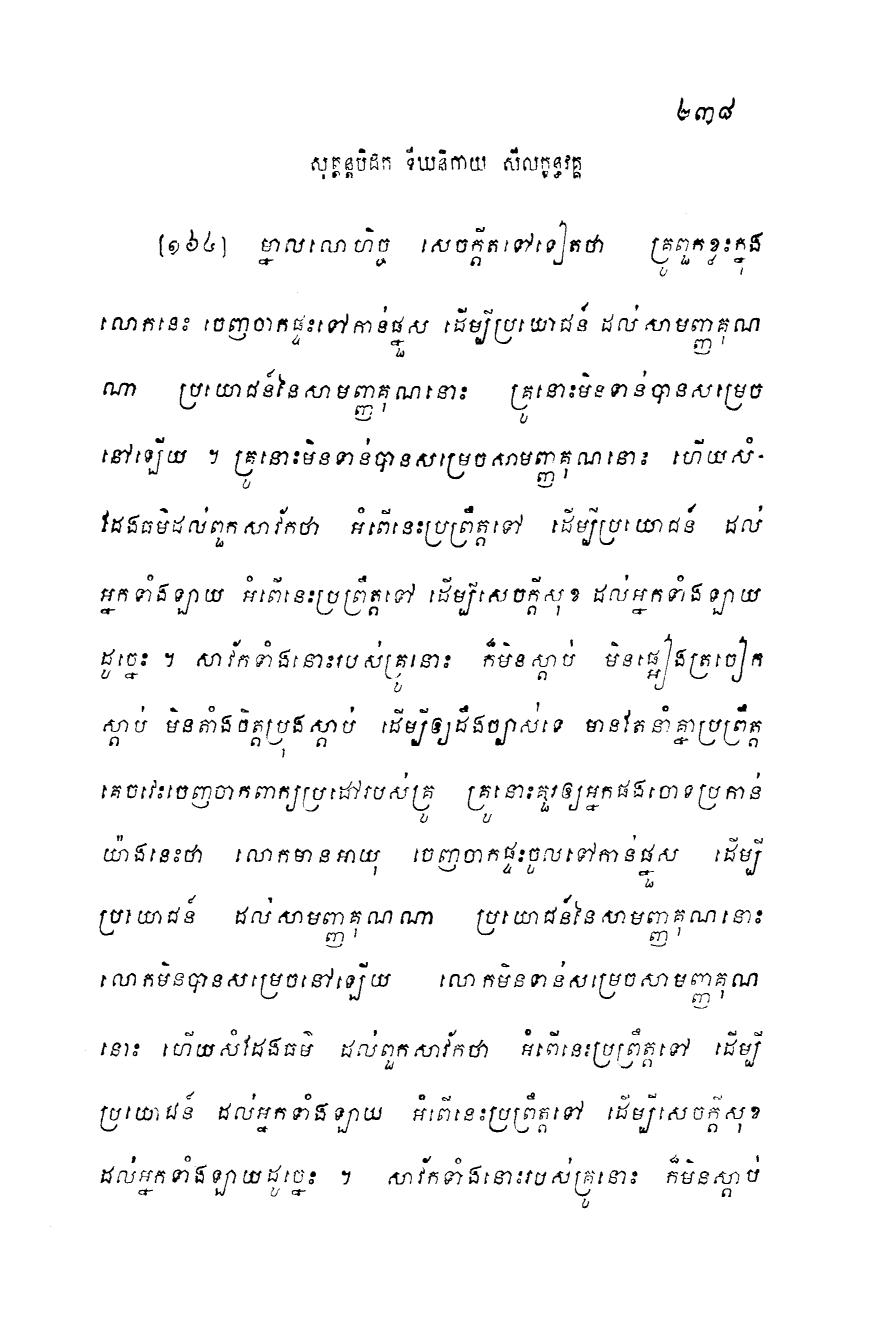 ២៣៨
សុត្តន្តបិដក ទីឃនិកាយ សីលក្ខន្ធវគ្គ
[១៦៤] ម្នាលលោហិច្ច សេចក្តីតទៅទៀតថា គ្រូពួកខ្លះក្នុង
លោកនេះ ចេញចាកផ្ទះទៅកាន់ផ្នួស ដើម្បីប្រយោជន៍ ដល់សាមញ្ញគុណ
ណា ប្រយោជន៍នៃសាមញ្ញគុណនោះ គ្រូនោះមិនទាន់បានសម្រេច
នៅឡើយ ។ គ្រូនោះមិនទាន់បានសម្រេចសាមញ្ញគុណនោះ ហើយសំ-
ដែងធម៌ដល់ពួកសាវ័កថា អំពើនេះប្រព្រឹត្តទៅ ដើម្បីប្រយោជន៍ ដល់
អ្នកទាំងឡាយ អំពើនេះប្រព្រឹត្តទៅ ដើម្បីសេចក្តីសុខ ដល់អ្នកទាំងឡាយ
ដូច្នេះ ។ សាវ័កទាំងនោះរបស់គ្រូនោះ ក៏មិនស្តាប់ មិនផ្អៀងត្រចៀក
ស្តាប់ មិនតាំងចិត្តប្រុងស្តាប់ ដើម្បីឲ្យដឹងច្បាស់ទេ មានតែនាំគ្នាប្រព្រឹត្ត
គេចវេះចេញចាកពាក្យប្រដៅរបស់គ្រូ គ្រូនោះគួរឲ្យអ្នកផងចោទប្រកាន់
យ៉ាងនេះថា លោកមានអាយុ ចេញចាកផ្ទះចូលទៅកាន់ផ្នួស ដើម្បី
ប្រយោជន៍ ដល់សាមញ្ញគុណណា ប្រយោជន៍នៃសាមញ្ញគុណនោះ
លោកមិនបានសម្រេចនៅឡើយ លោកមិនទាន់សម្រេចសាមញ្ញគុណ
នោះ ហើយសំដែងធម៌ ដល់ពួកសាវ័កថា អំពើនេះប្រព្រឹត្តទៅ ដើម្បី
ប្រយោជន៍ ដល់អ្នកទាំងឡាយ អំពើនេះប្រព្រឹត្តទៅ ដើម្បីសេចក្តីសុខ
ដល់អ្នកទាំងឡាយដូច្នេះ ។ សាវ័កទាំងនោះរបស់គ្រូនោះ ក៏មិនស្តាប់